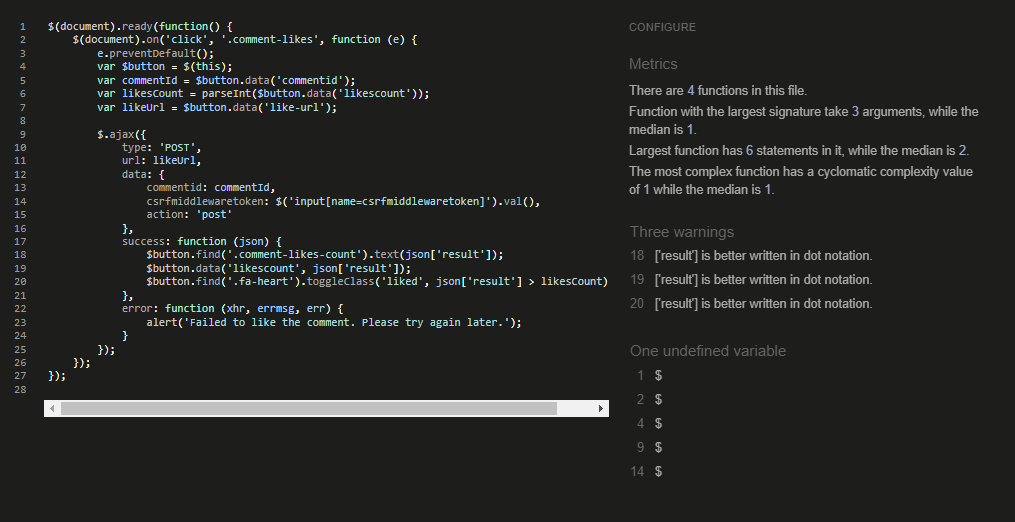 1 $(document).ready(function() {
2 $(document).on('click', '.comment-likes', function (e) {
3 e.preventDefault();
4 var $button = $(this);
5 var commentId = $button.data('commentid');
6 var likesCount = parseInt($button.data('likescount'));
7 var likeUrl = $button.data('like-url');
8
9 $.ajax({
10 type: 'POST',
11 url: likeUrl,
12 data: {
13 commentid: commentId,
14 csrfmiddlewaretoken: $('input[name=csrfmiddlewaretoken]').val(),
15 action: 'post'
16 },
17 success: function (json) {
18 $button.find('.comment-likes-count').text(json['result']);
19 $button.data('likescount', json['result']);
20 $button.find('.fa-heart').toggleClass('liked', json['result'] > likesCount)
21 },
22 error: function (xhr, errmsg, err) {
23 alert('Failed to like the comment. Please try again later.');
24 }
25 });
26 });
27 });
28
CONFIGURE
Metrics
There are 4 functions in this file.
Function with the largest signature take 3 arguments, while the
median is 1.
Largest function has 6 statements in it, while the median is 2.
The most complex function has a cyclomatic complexity value
of 1 while the median is 1.
Three warnings
18 ['result'] is better written in dot notation.
19 ['result'] is better written in dot notation.
20 ['result'] is better written in dot notation.
One undefined variable
1 $
2 $
4 $
9 $
14 $